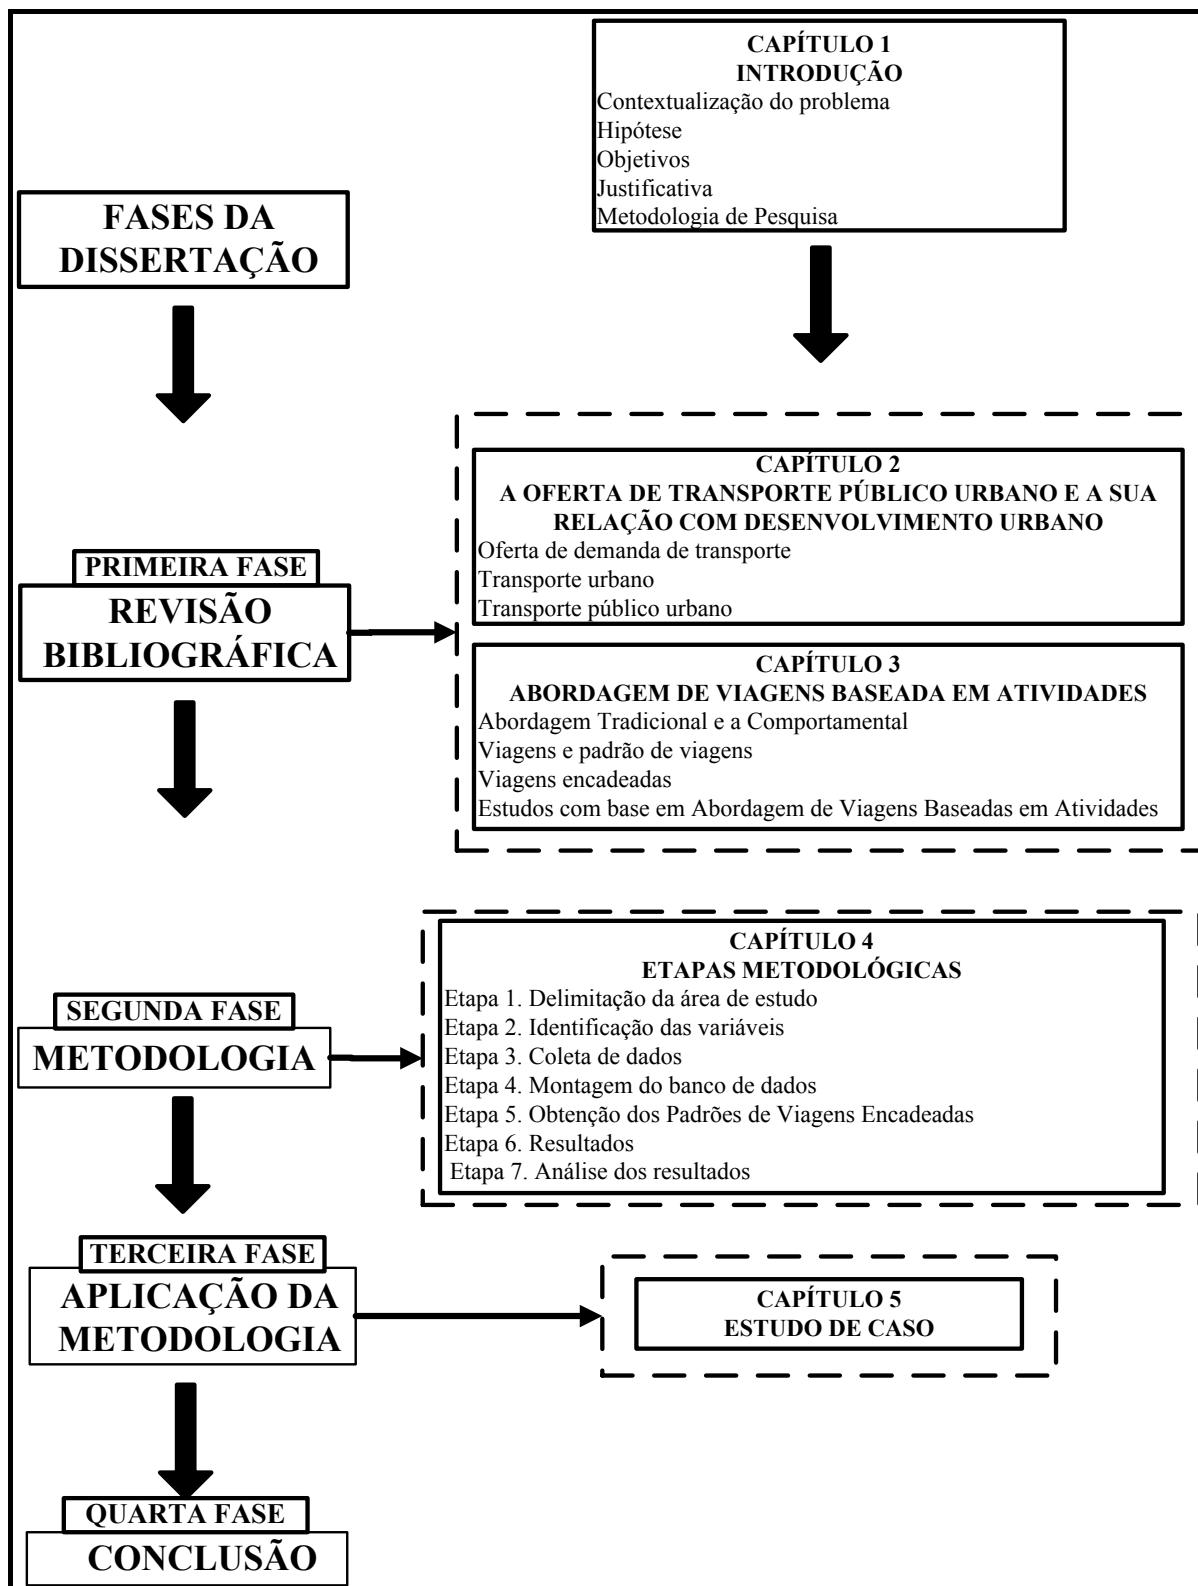 CAPÍTULO 1
INTRODUÇÃO
Contextualização do problema
Hipótese
Objetivos
Justificativa
Metodologia de Pesquisa
FASES DA
DISSERTAÇÃO
CAPÍTULO 2
A OFERTA DE TRANSPORTE PÚBLICO URBANO E A SUA
RELAÇÃO COM DESENVOLVIMENTO URBANO
Oferta de demanda de transporte
Transporte urbano
Transporte público urbano
PRIMEIRA FASE
REVISÃO
BIBLIOGRÁFICA
CAPÍTULO 3
ABORDAGEM DE VIAGENS BASEADA EM ATIVIDADES
Abordagem Tradicional e a Comportamental
Viagens e padrão de viagens
Viagens encadeadas
Estudos com base em Abordagem de Viagens Baseadas em Atividades
CAPÍTULO 4
ETAPAS METODOLÓGICAS
Etapa 1. Delimitação da área de estudo
Etapa 2. Identificação das variáveis
Etapa 3. Coleta de dados
Etapa 4. Montagem do banco de dados
Etapa 5. Obtenção dos Padrões de Viagens Encadeadas
Etapa 6. Resultados
Etapa 7. Análise dos resultados
SEGUNDA FASE
METODOLOGIA
TERCEIRA FASE
APLICAÇÃO DA
METODOLOGIA
CAPÍTULO 5
ESTUDO DE CASO
QUARTA FASE
CONCLUSÃO